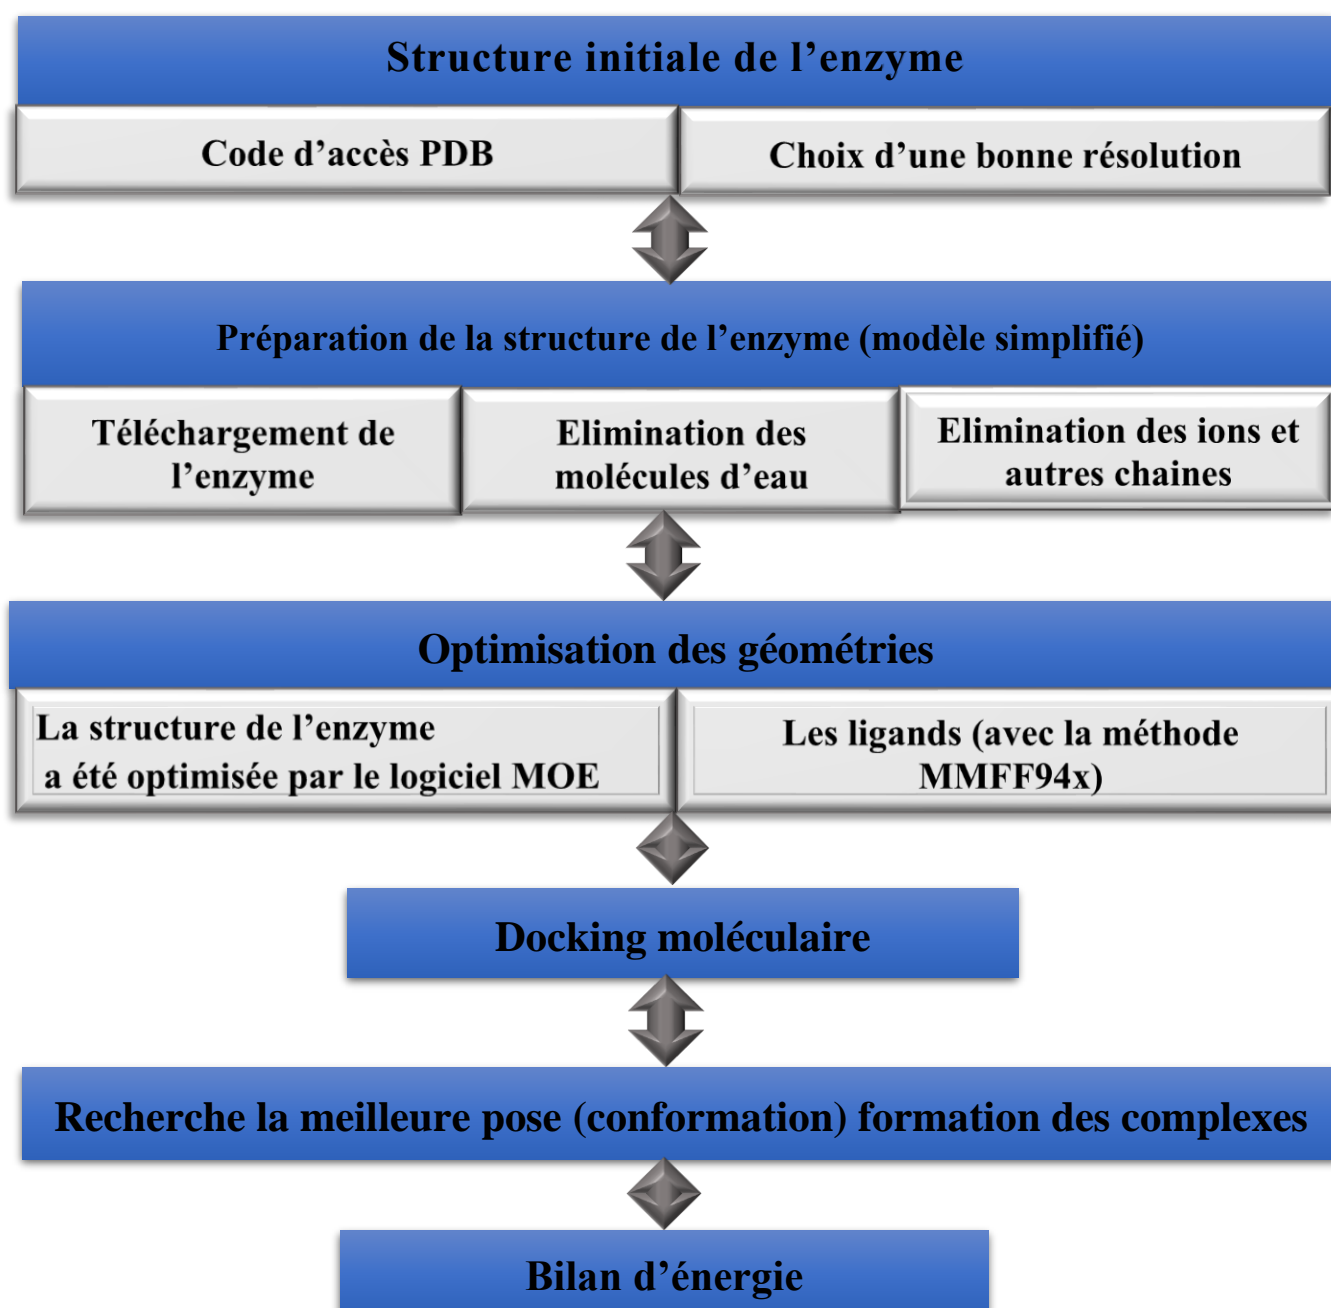 Structure initiale de l’enzyme
Code d’accès PDB
Choix d’une bonne résolution
Préparation de la structure de l’enzyme (modèle simplifié)
Téléchargement de
l’enzyme
Elimination des
molécules d’eau
Elimination des ions et
autres chaines
Optimisation des géométries
La structure de l’enzyme
a été optimisée par le logiciel MOE
Les ligands (avec la méthode
MMFF94x)
Docking moléculaire
Recherche la meilleure pose (conformation) formation des complexes
Bilan d’énergie